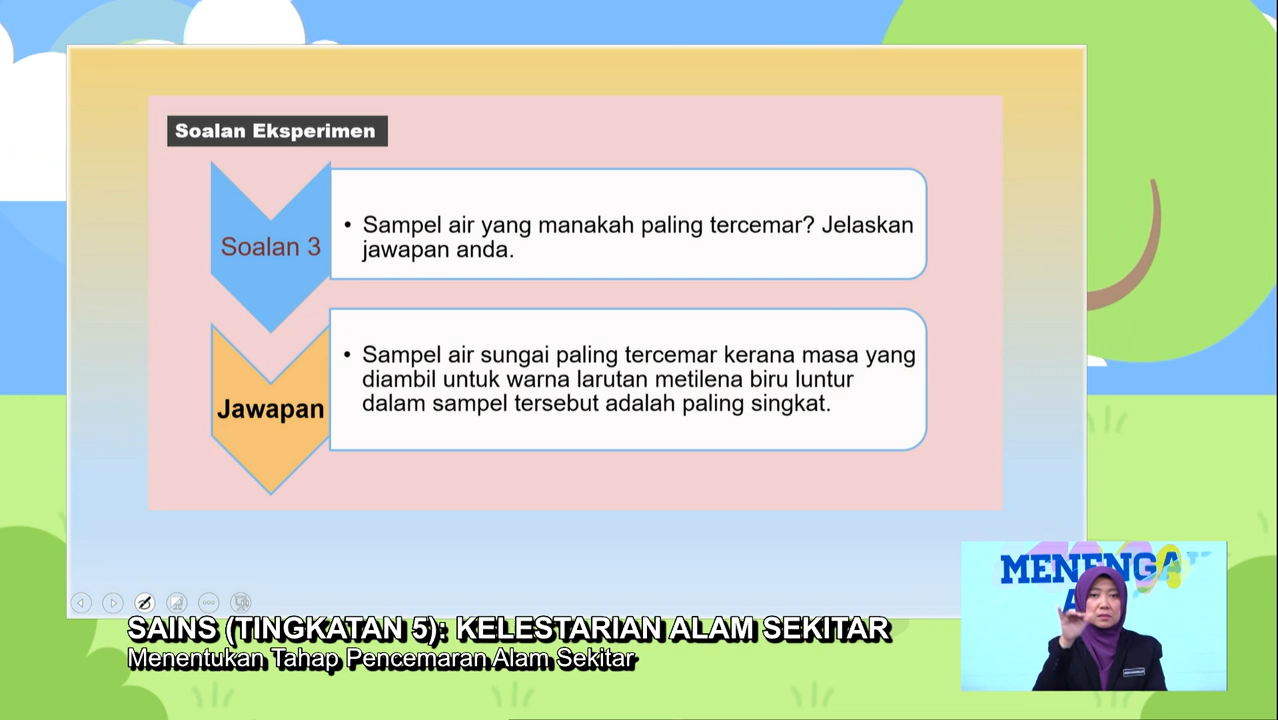 Soalan Eksperimen
Soalan 3
• Sampel air yang manakah paling tercemar? Jelaskan
jawapan anda.
Jawapan
• Sampel air sungai paling tercemar kerana masa yang
diambil untuk warna larutan metilena biru luntur
dalam sampel tersebut adalah paling singkat.
MENENGA
SAINS (TINGKATAN 5): KELESTARIAN ALAM SEKITAR
Menentukan Tahap Pencemaran Alam Sekitar